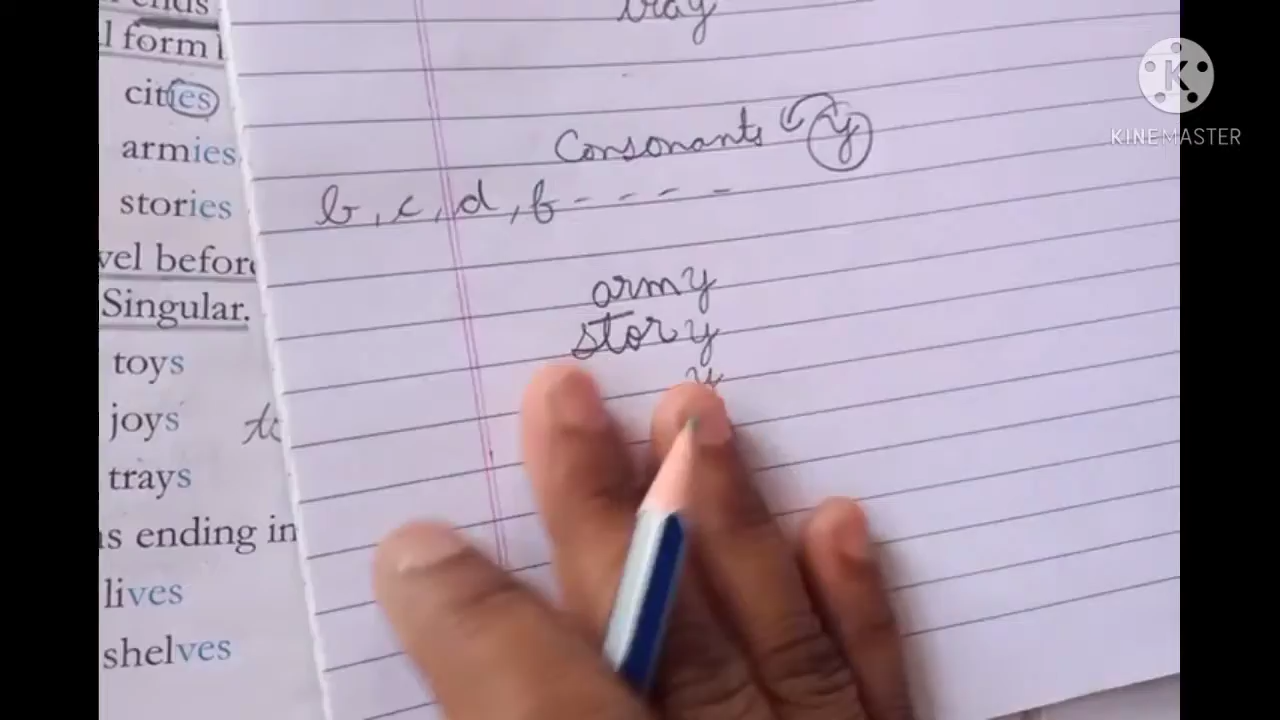 l form
cities
armies
stories
vel before
Singular.
toys
joys
trays
s ending in
lives
shelves
tray
Consonants y
b, c, d, f - - - -
army
story
y
KINEMASTER